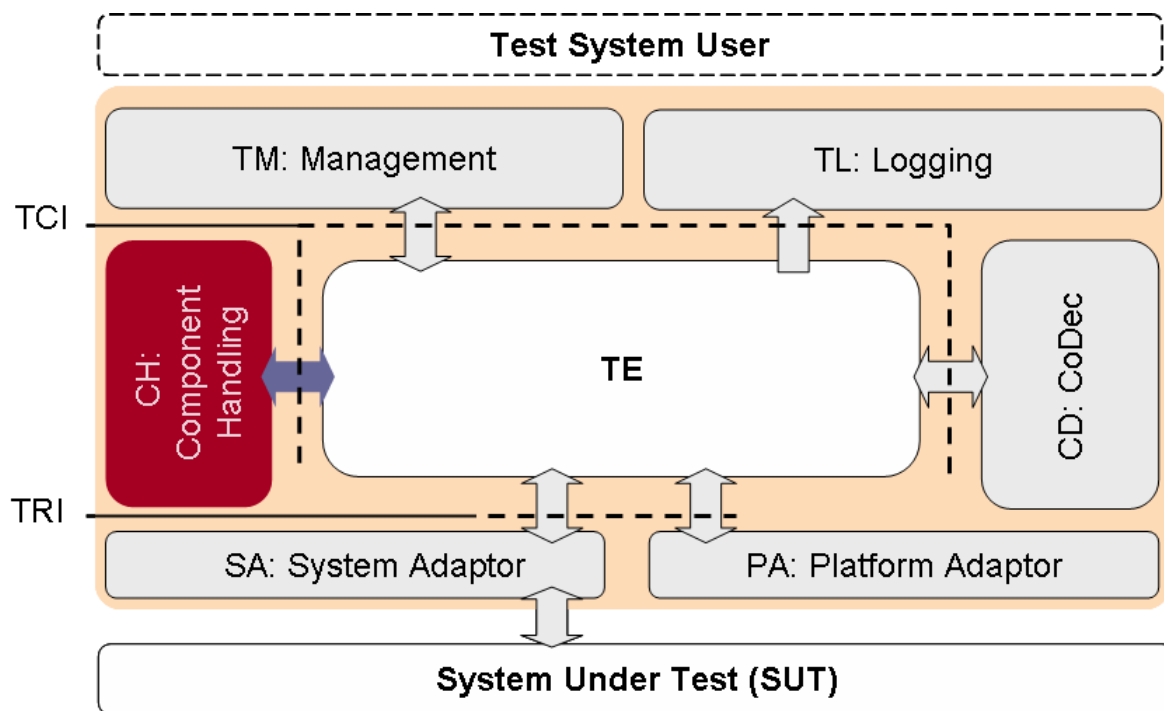 Test System User
TM: Management
TL: Logging
TCI
CH:
Component
Handling
TE
CD: CoDec
TRI
SA: System Adaptor
PA: Platform Adaptor
System Under Test (SUT)